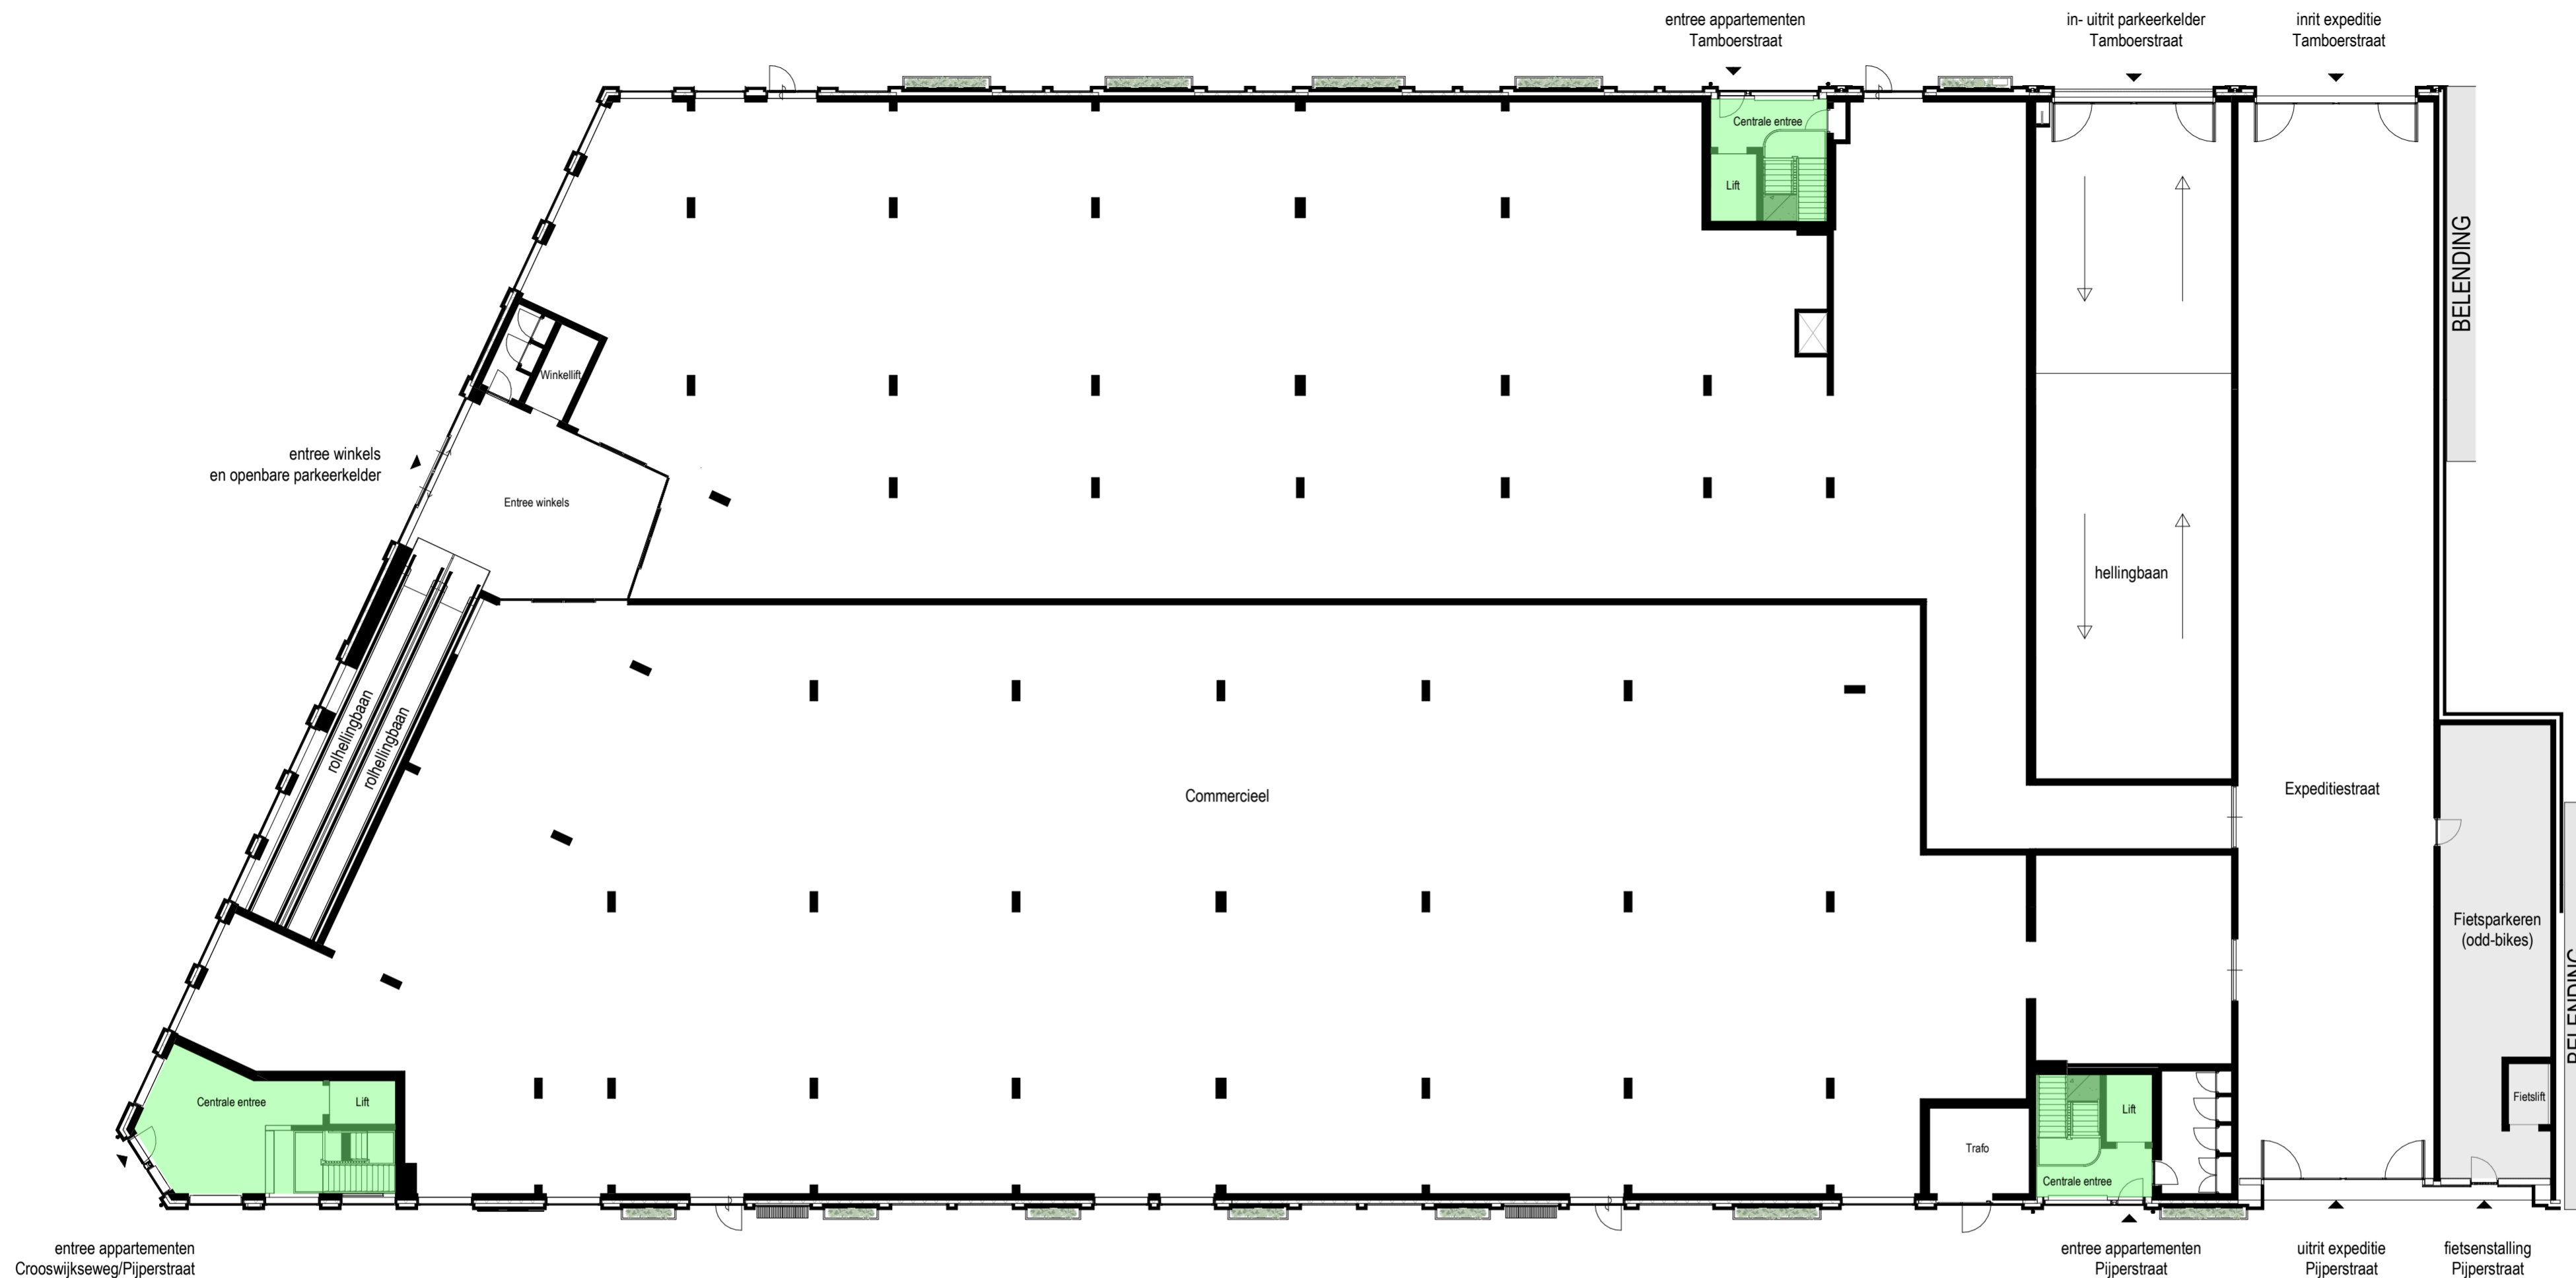 entree appartementen
Tamboerstraat
in- uitrit parkeerkelder
Tamboerstraat
inrit expeditie
Tamboerstraat
Centrale entree
Lift
BELENDING
Winkellift
entree winkels
en openbare parkeerkelder
Entree winkels
hellingbaan
rolhellingbaan
rolhellingbaan
Commercieel
Expeditiestraat
Fietsparkeren
(odd-bikes)
BELENDING
Centrale entree
Lift
Trafo
Lift
Centrale entree
Fietslift
entree appartementen
Crooswijkseweg/Pijperstraat
entree appartementen
Pijperstraat
uitrit expeditie
Pijperstraat
fietsenstalling
Pijperstraat